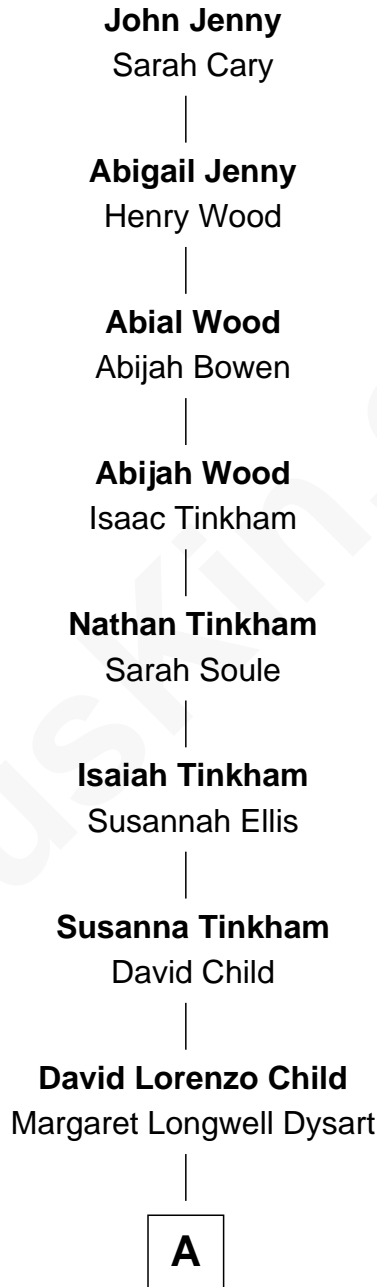 John Jenny
Sarah Cary
Abigail Jenny
Henry Wood
Abial Wood
Abijah Bowen
Abijah Wood
Isaac Tinkham
Nathan Tinkham
Sarah Soule
Isaiah Tinkham
Susannah Ellis
Susanna Tinkham
David Child
David Lorenzo Child
Margaret Longwell Dysart
A